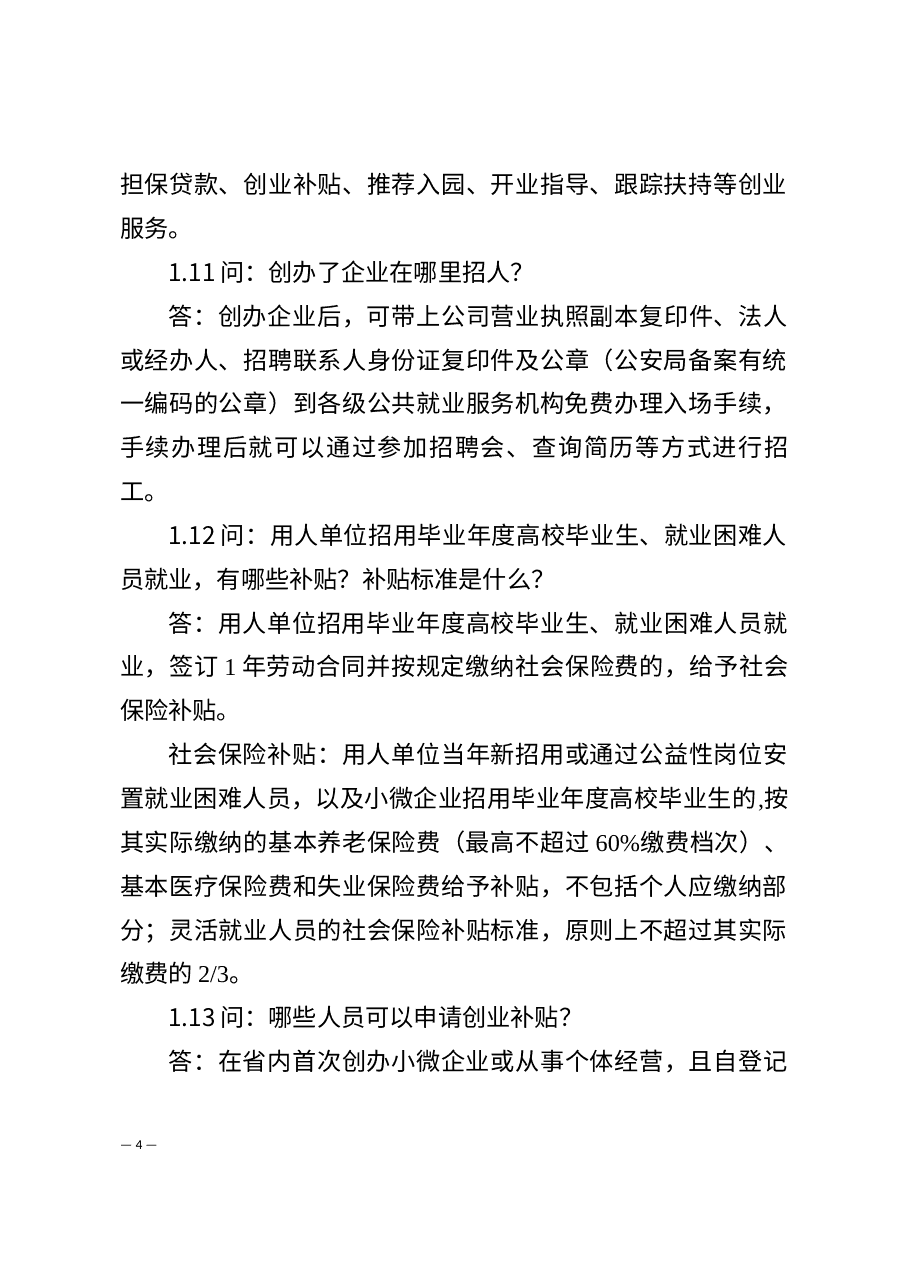 担保贷款、创业补贴、推荐入园、开业指导、跟踪扶持等创业
服务。
1.11 问：创办了企业在哪里招人？
答：创办企业后，可带上公司营业执照副本复印件、法人
或经办人、招聘联系人身份证复印件及公章（公安局备案有统
一编码的公章）到各级公共就业服务机构免费办理入场手续，
手续办理后就可以通过参加招聘会、查询简历等方式进行招
工。
1.12 问：用人单位招用毕业年度高校毕业生、就业困难人
员就业，有哪些补贴？补贴标准是什么？
答：用人单位招用毕业年度高校毕业生、就业困难人员就
业，签订 1 年劳动合同并按规定缴纳社会保险费的，给予社会
保险补贴。
社会保险补贴：用人单位当年新招用或通过公益性岗位安
置就业困难人员，以及小微企业招用毕业年度高校毕业生的,按
其实际缴纳的基本养老保险费（最高不超过 60%缴费档次）、
基本医疗保险费和失业保险费给予补贴，不包括个人应缴纳部
分；灵活就业人员的社会保险补贴标准，原则上不超过其实际
缴费的 2/3。
1.13 问：哪些人员可以申请创业补贴？
答：在省内首次创办小微企业或从事个体经营，且自登记
— 4 —